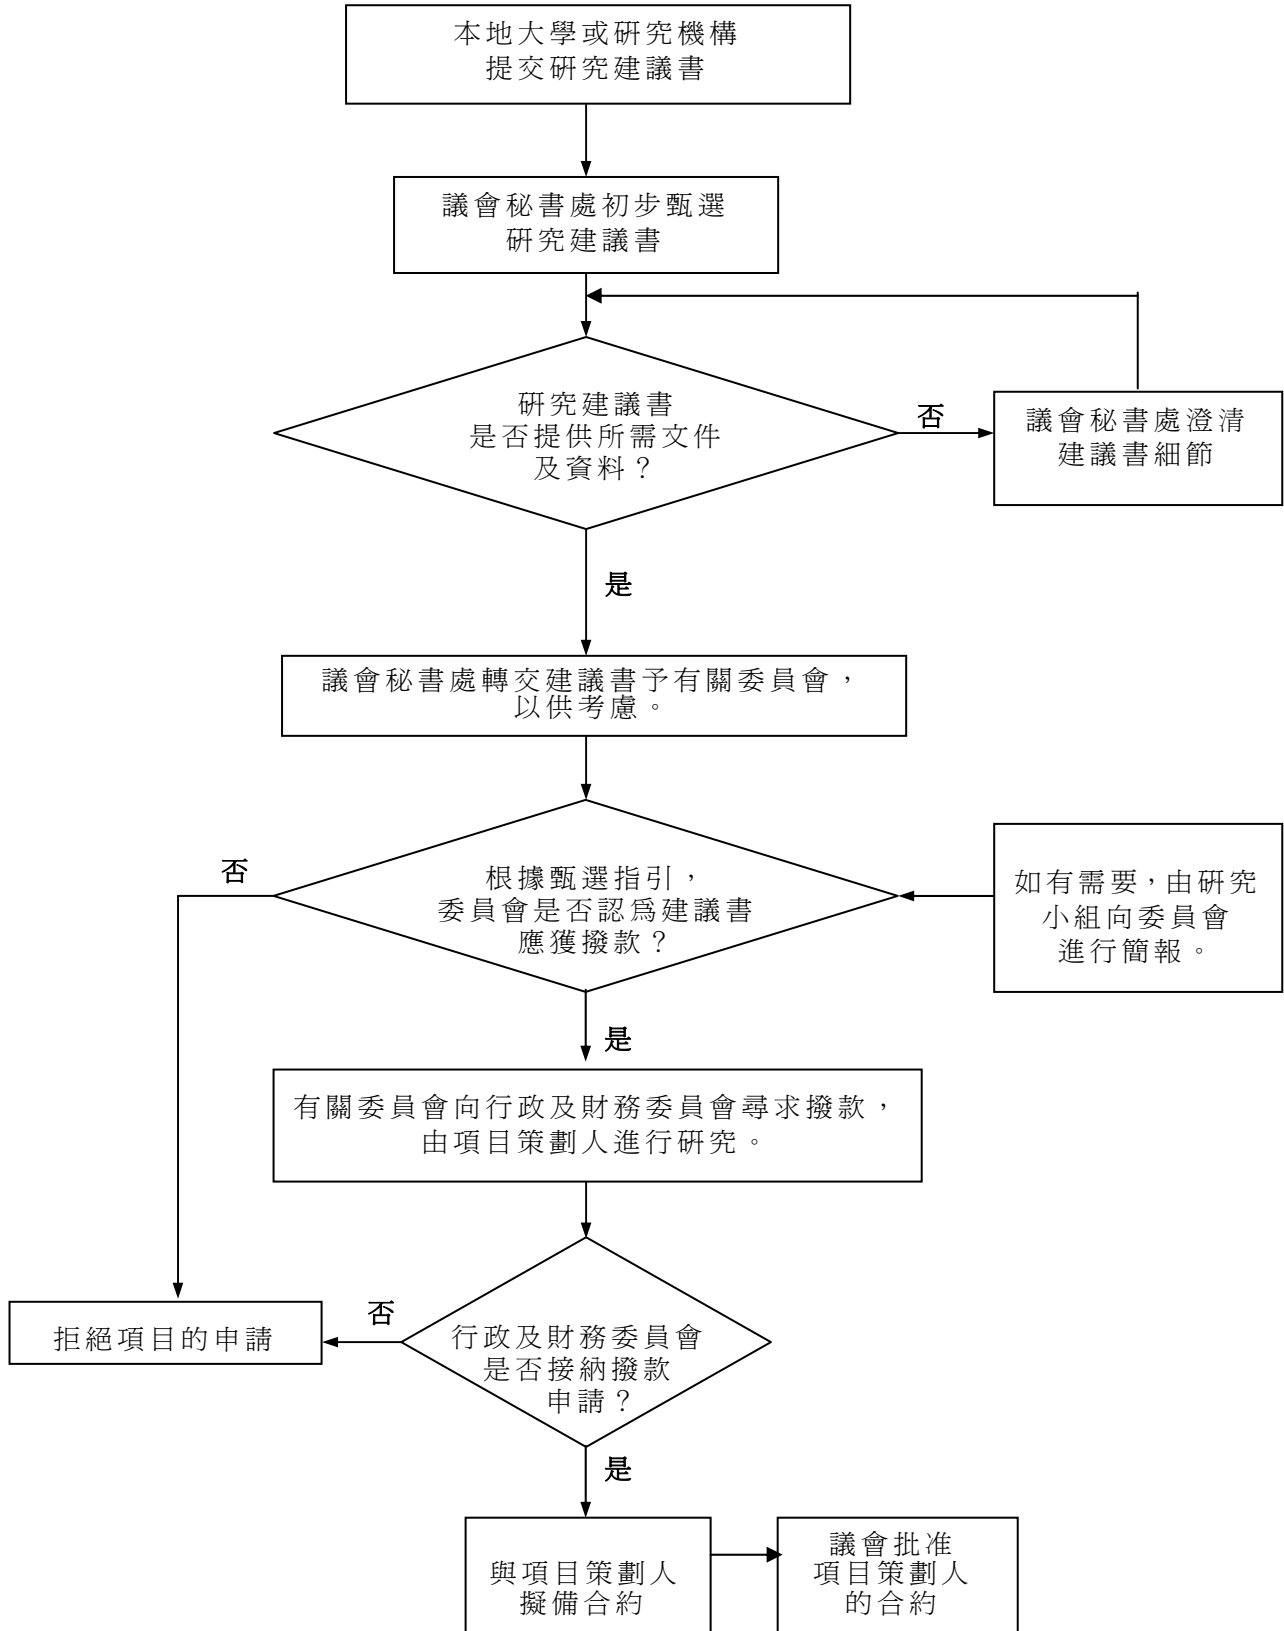 本地大學或研究機構
提交研究建議書
議會秘書處初步甄選
研究建議書
研究建議書
是否提供所需文件
及資料？
否
議會秘書處澄清
建議書細節
是
議會秘書處轉交建議書予有關委員會，
以供考慮。
否
根據甄選指引，
委員會是否認爲建議書
應獲撥款？
如有需要，由研究
小組向委員會
進行簡報。
是
有關委員會向行政及財務委員會尋求撥款，
由項目策劃人進行研究。
拒絕項目的申請
否
行政及財務委員會
是否接納撥款
申請？
是
與項目策劃人
擬備合約
議會批准
項目策劃人
的合約